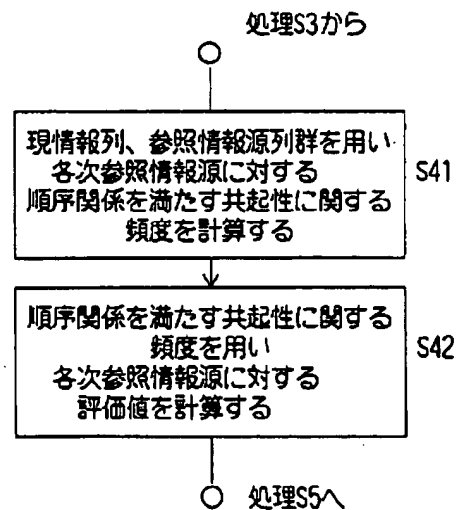 処理S3から
現情報列、参照情報源列群を用い
各次参照情報源に対する
順序関係を満たす共起性に関する
頻度を計算する
S41
順序関係を満たす共起性に関する
頻度を用い
各次参照情報源に対する
評価値を計算する
S42
処理S5へ